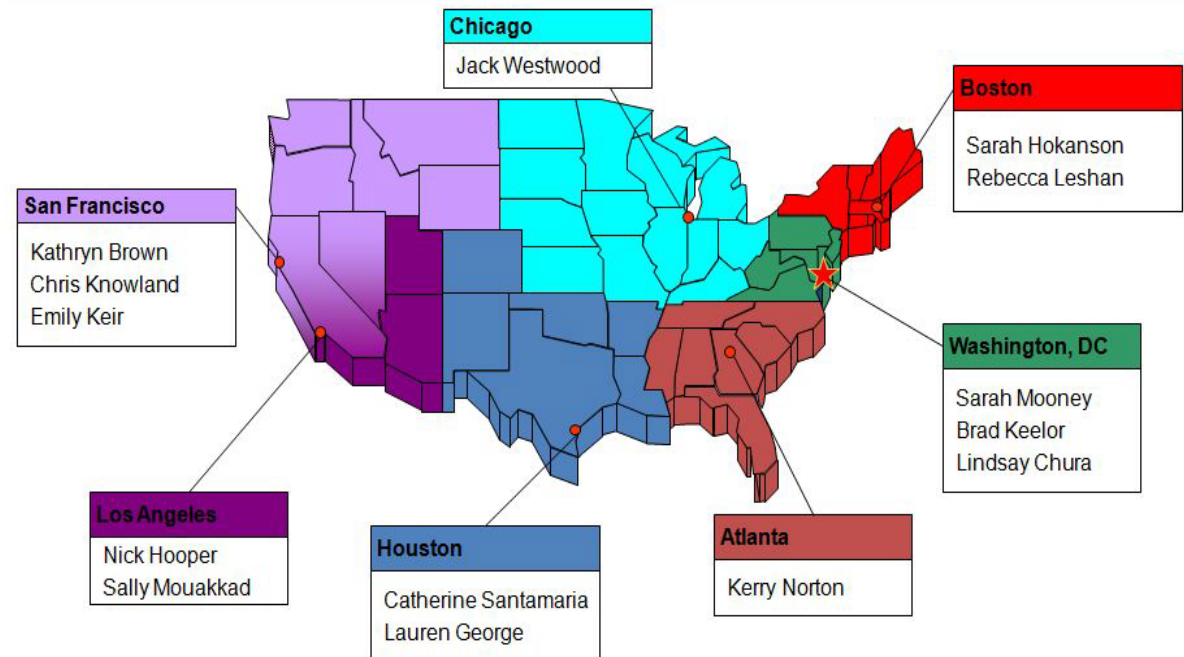 Chicago
Jack Westwood
Boston
Sarah Hokanson
Rebecca Leshan
San Francisco
Kathryn Brown
Chris Knowland
Emily Keir
Washington, DC
Sarah Mooney
Brad Keelor
Lindsay Chura
Los Angeles
Nick Hooper
Sally Mouakkad
Houston
Catherine Santamaria
Lauren George
Atlanta
Kerry Norton